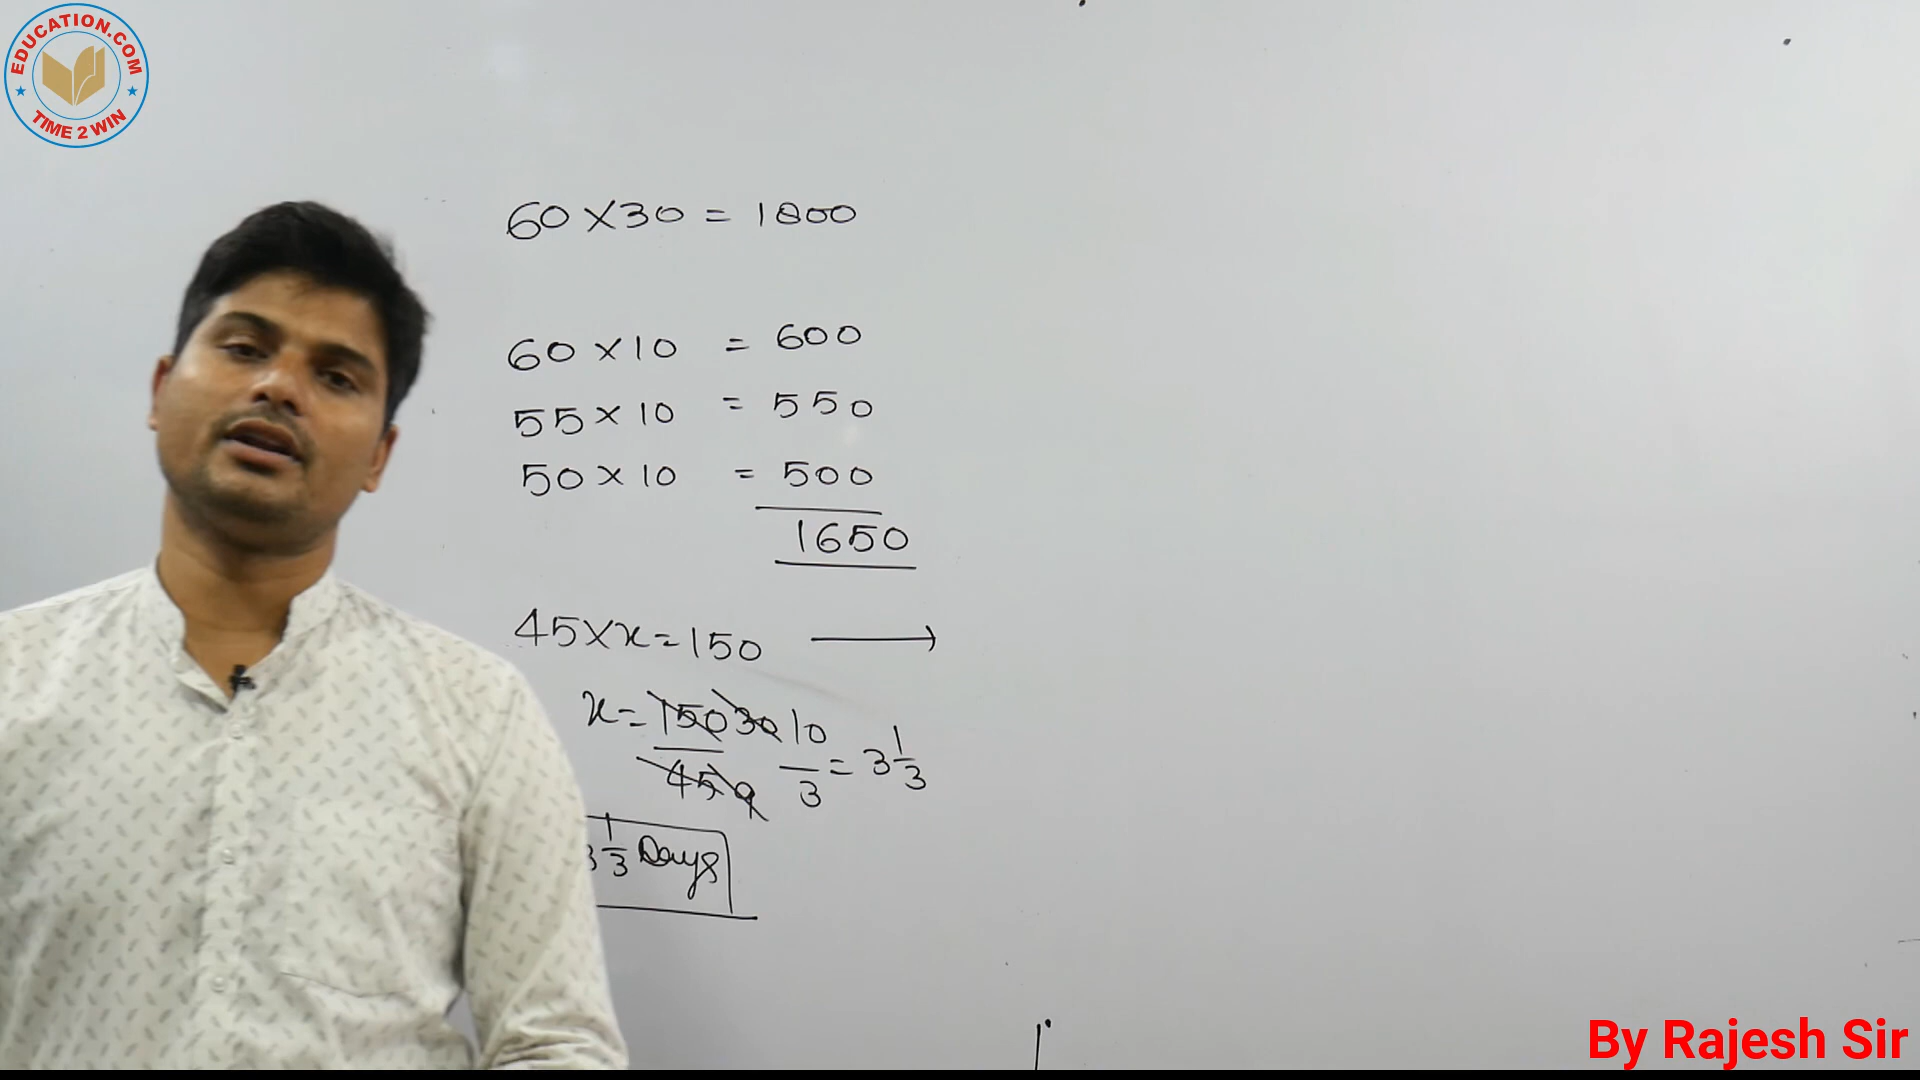 EDUCATION.COM
TIME 2 WIN
60 × 30 = 1800
60 × 10 = 600
55 × 10 = 550
50 × 10 = 500
1650
45 × x = 150 →
x = 150 30 10
45 9 3 = 3 1/3
3 1/3 Days
By Rajesh Sir